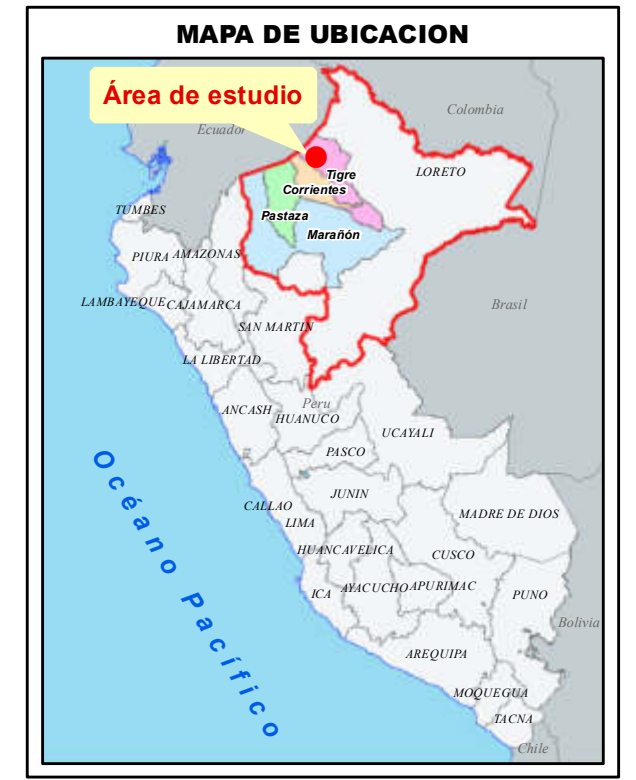 MAPA DE UBICACION
Área de estudio
Colombia
Ecuador
LORETO
Tigre
Corrientes
Pastaza
Marañón
TUMBES
PIURA
AMAZONAS
LAMBAYEQUE
CAJAMARCA
SAN MARTIN
Brasil
LA LIBERTAD
ANCASH
Peru
HUANUCO
UCAYALI
PASCO
Océano Pacífico
JUNIN
CALLAO
LIMA
MADRE DE DIOS
HUANCAVELICA
CUSCO
ICA
AYACUCHO
APURIMAC
PUNO
Bolivia
AREQUIPA
MOQUEGUA
TACNA
Chile